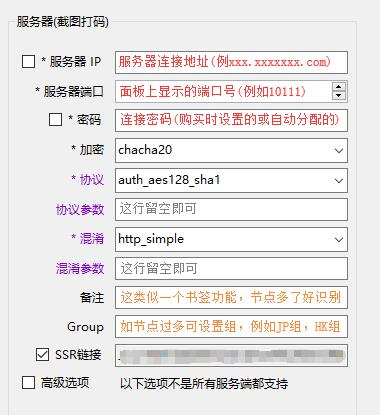 服务器(截图打码)
* 服务器 IP 服务器连接地址(例xxx.xxxxxxx.com)
* 服务器端口 面板上显示的端口号(例如10111)
* 密码 连接密码(购买时设置的或自动分配的)
* 加密 chacha20
* 协议 auth_aes128_sha1
协议参数 这行留空即可
* 混淆 http_simple
混淆参数 这行留空即可
备注 这类似一个书签功能，节点多了好识别
Group 如节点过多可设置组，例如JP组，HK组
SSR链接
高级选项 以下选项不是所有服务端都支持